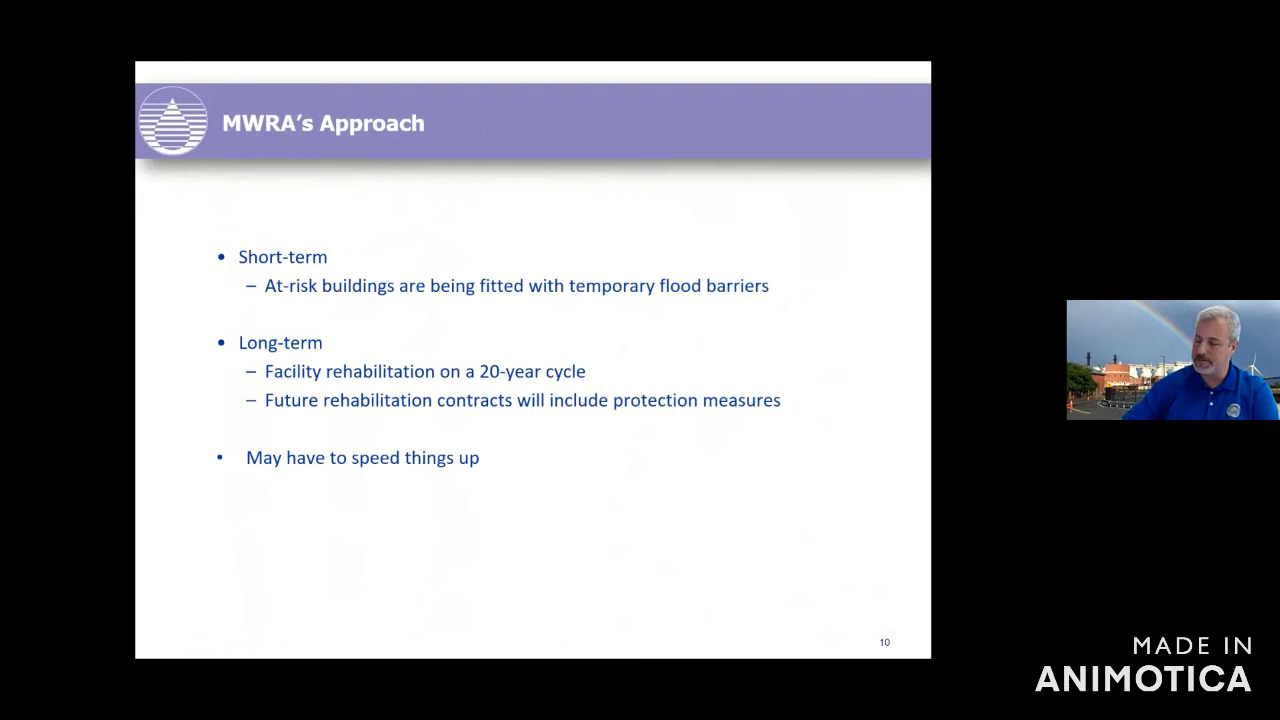 MWRA's Approach
• Short-term
– At-risk buildings are being fitted with temporary flood barriers
• Long-term
– Facility rehabilitation on a 20-year cycle
– Future rehabilitation contracts will include protection measures
• May have to speed things up
10
MADE IN
ANIMOTICA